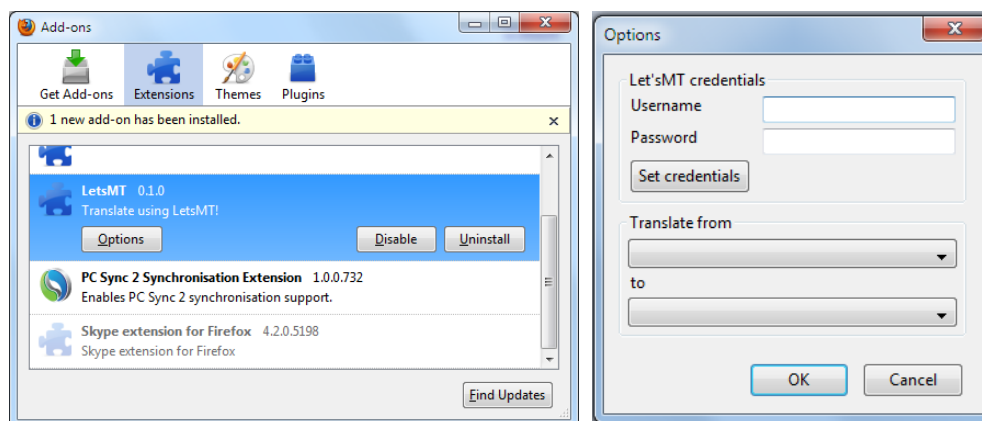 Add-ons
Get Add-ons Extensions Themes Plugins
1 new add-on has been installed.
LetsMT 0.1.0
Translate using LetsMT!
Options Disable Uninstall
PC Sync 2 Synchronisation Extension 1.0.0.732
Enables PC Sync 2 synchronisation support.
Skype extension for Firefox 4.2.0.5198
Skype extension for Firefox
Find Updates
Options
Let'sMT credentials
Username
Password
Set credentials
Translate from
to
OK Cancel